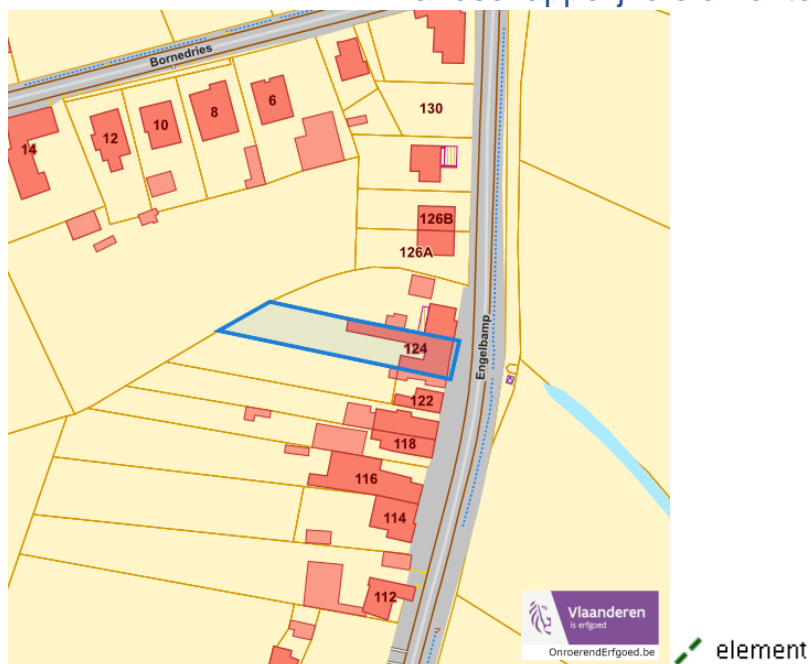 Bornedries
6
8
10
12
14
130
126B
126A
124
Engelbamp
122
118
116
114
112
Vlaanderen
is erfgoed
OnroerendErfgoed.be
element